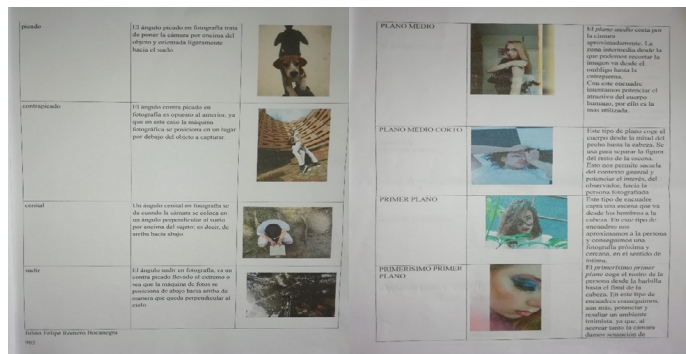 picado
El ángulo picado en fotografía trata
de poner la cámara por encima del
objeto y orientada ligeramente
hacia el suelo.
contrapicado
El ángulo contra picado en
fotografía es opuesto al anterior, ya
que en este caso la máquina
fotográfica se posiciona en un lugar
por debajo del objeto a capturar.
cenital
Un ángulo cenital en fotografía se
da cuando la cámara se coloca en
un ángulo perpendicular al suelo
por encima del sujeto; es decir, de
arriba hacia abajo.
nadir
El ángulo nadir en fotografía, es un
contra picado llevado al extremo o
sea que la máquina de fotos se
posiciona de abajo hacia arriba de
manera que queda perpendicular al
cielo
Julian Felipe Romero Bocanegra
PLANO MEDIO
El plano medio corta por
la cintura
aproximadamente. La
zona intermedia desde la
que podemos recortar la
imagen va desde el
ombligo hasta la
entrepierna.
Con este encuadre
intentamos potenciar el
atractivo del cuerpo
humano, por ello es la
más utilizada.
PLANO MEDIO CORTO
Este tipo de plano coge el
cuerpo desde la mitad del
pecho hasta la cabeza. Se
usa para separar la figura
del resto de la escena.
Esto nos permite sacarla
del contexto general y
potenciar el interés, del
observador, hacia la
persona fotografiada
PRIMER PLANO
Este tipo de encuadre
capta una escena que va
desde los hombros a la
cabeza. En este tipo de
encuadres nos
aproximamos a la persona
y conseguimos una
fotografía próxima y
cercana, en el sentido de
íntima.
PRIMERISIMO PRIMER
PLANO
El primerísimo primer
plano coge el rostro de la
persona desde la barbilla
hasta el final de la
cabeza. En este tipo de
encuadres conseguimos,
aún más, potenciar y
resaltar un ambiente
intimista, ya que, al
acercar tanto la cámara
damos sensación de